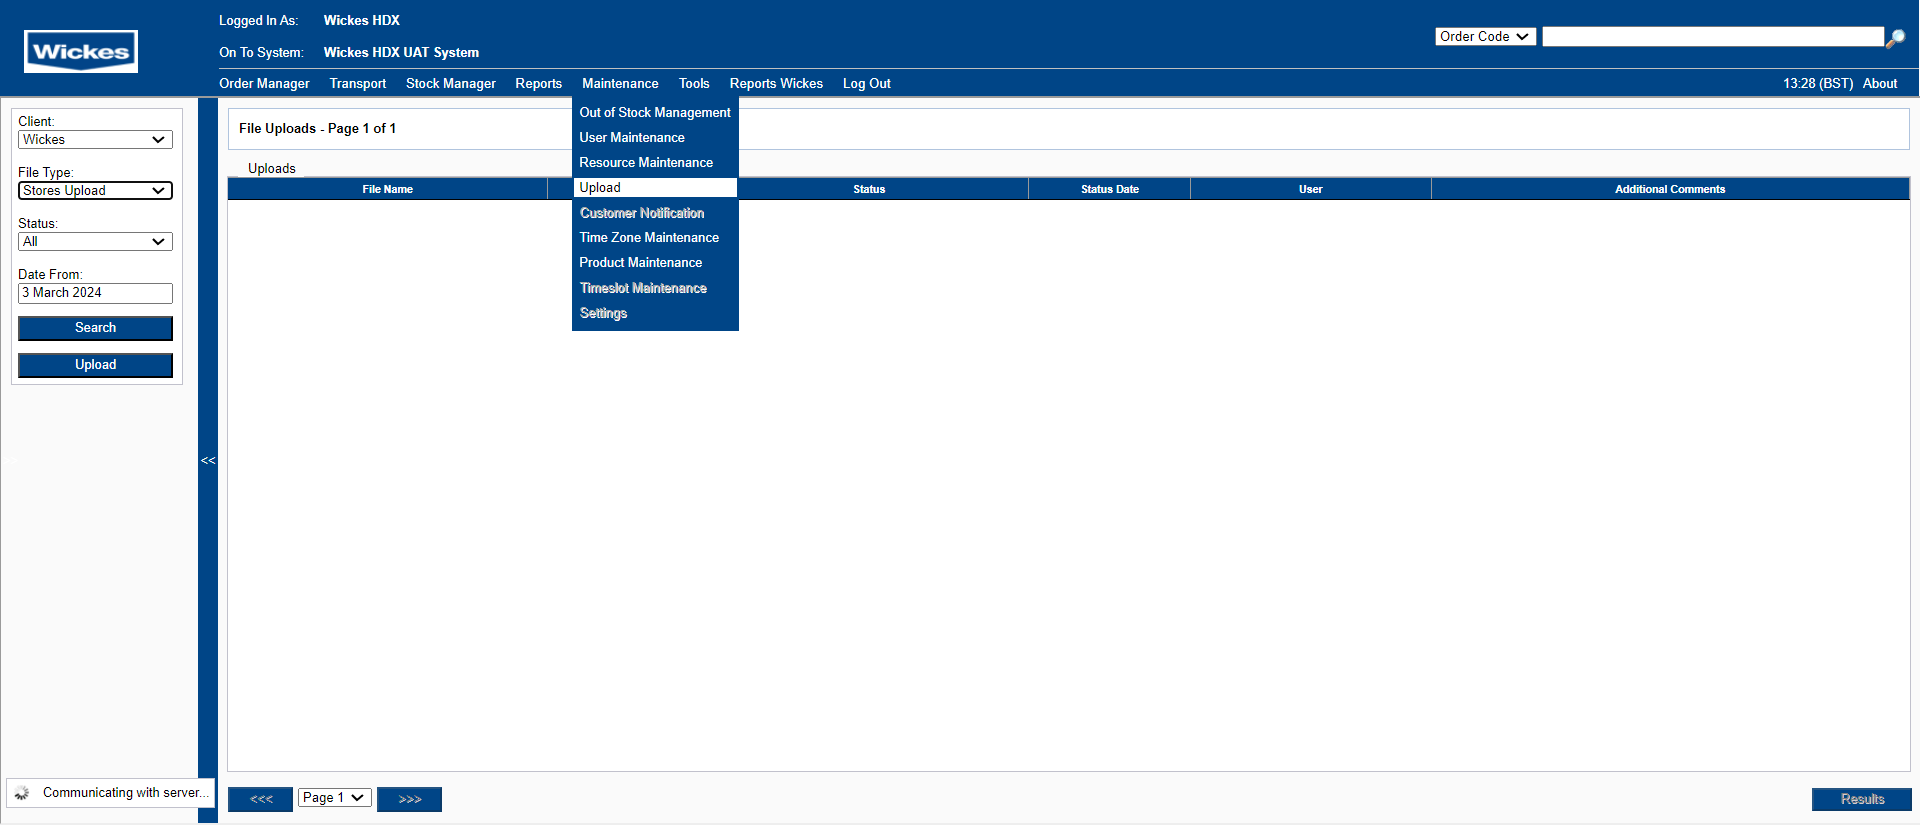 Wickes
Logged In As: Wickes HDX
On To System: Wickes HDX UAT System
Order Code
Order Manager Transport Stock Manager Reports Maintenance Tools Reports Wickes Log Out 13:28 (BST) About
Out of Stock Management
User Maintenance
Resource Maintenance
Upload
Customer Notification
Time Zone Maintenance
Product Maintenance
Timeslot Maintenance
Settings
Client:
Wickes
File Type:
Stores Upload
Status:
All
Date From:
3 March 2024
Search
Upload
<<
Communicating with server...
File Uploads - Page 1 of 1
Uploads
File Name Status Status Date User Additional Comments
<<< Page 1 >>> Results